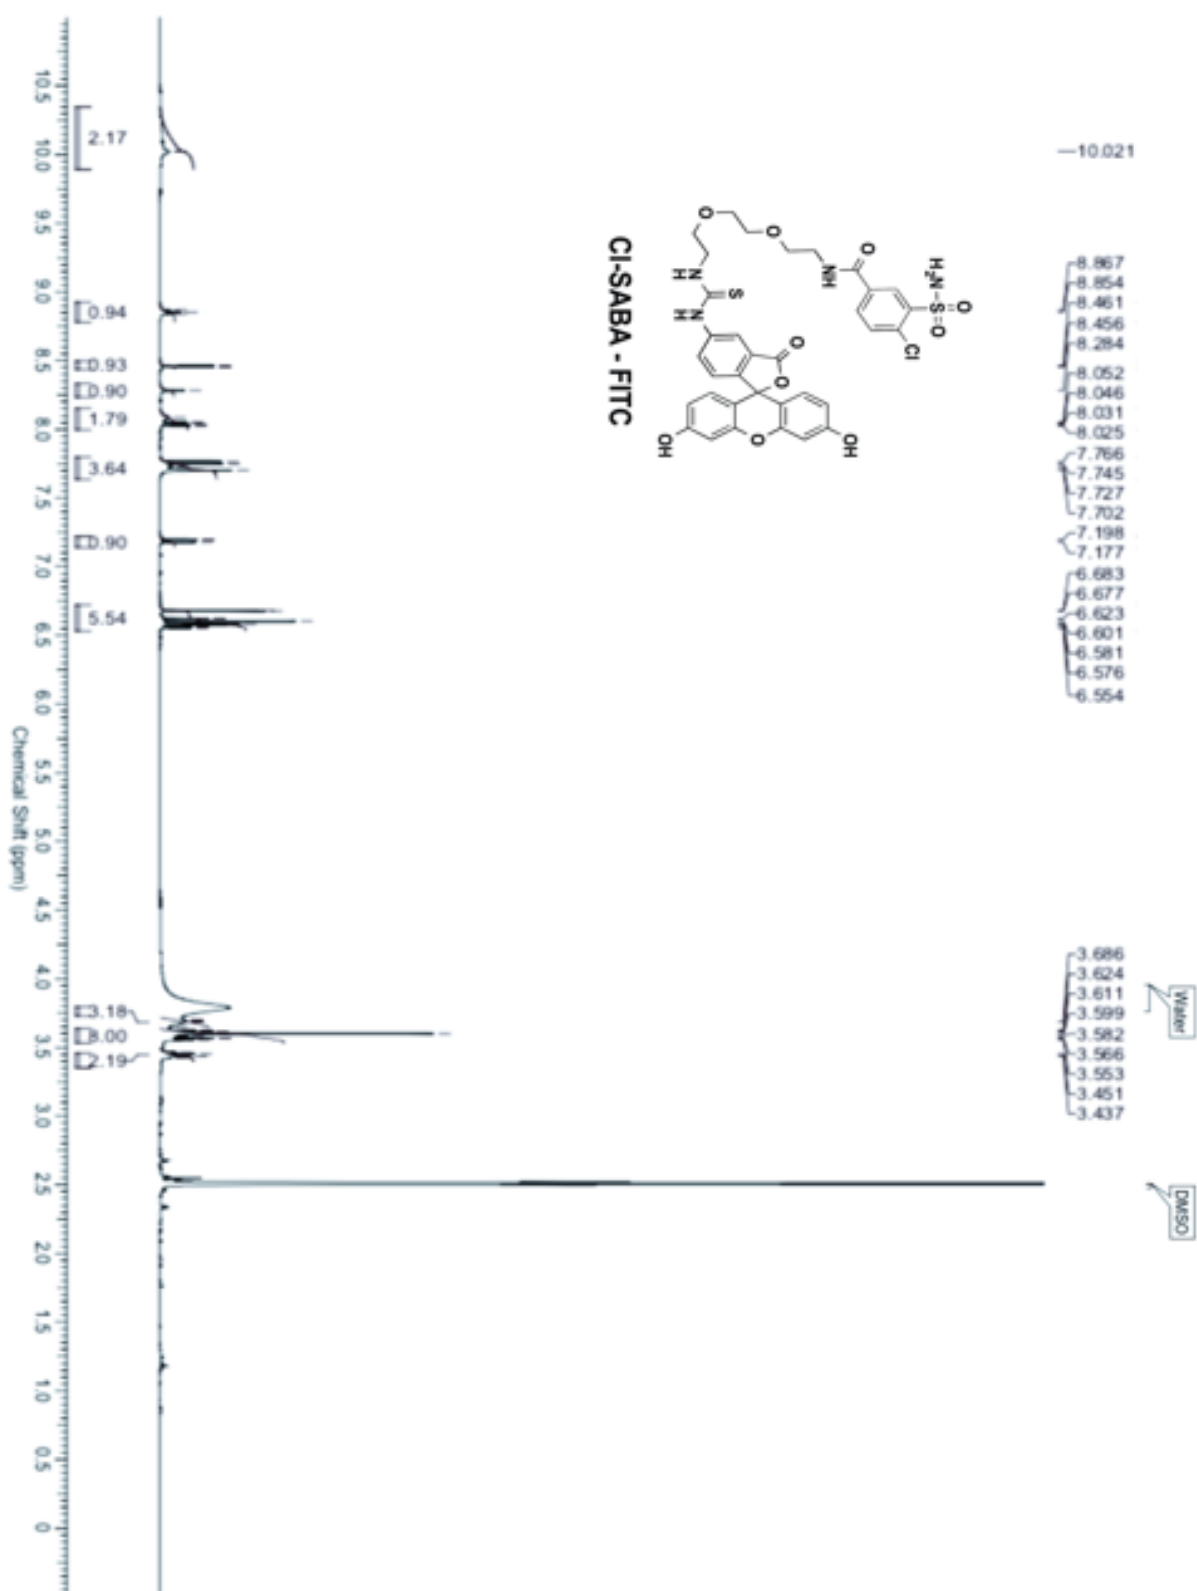 10.021
8.867
8.854
8.461
8.456
8.284
8.052
8.046
8.031
8.025
7.766
7.745
7.727
7.702
7.198
7.177
6.683
6.677
6.623
6.601
6.581
6.576
6.554
3.686
3.624
3.611
3.599
3.582
3.566
3.553
3.451
3.437
Water
DMSO
H₂N
S
O
O
Cl
O
NH
O
O
N
H
S
N
H
O
O
O
OH
OH
Cl-SABA - FITC
2.17
0.94
0.93
0.90
1.79
3.64
0.90
5.54
3.18
8.00
2.19
10.5
10.0
9.5
9.0
8.5
8.0
7.5
7.0
6.5
6.0
5.5
5.0
4.5
4.0
3.5
3.0
2.5
2.0
1.5
1.0
0.5
0
Chemical Shift (ppm)